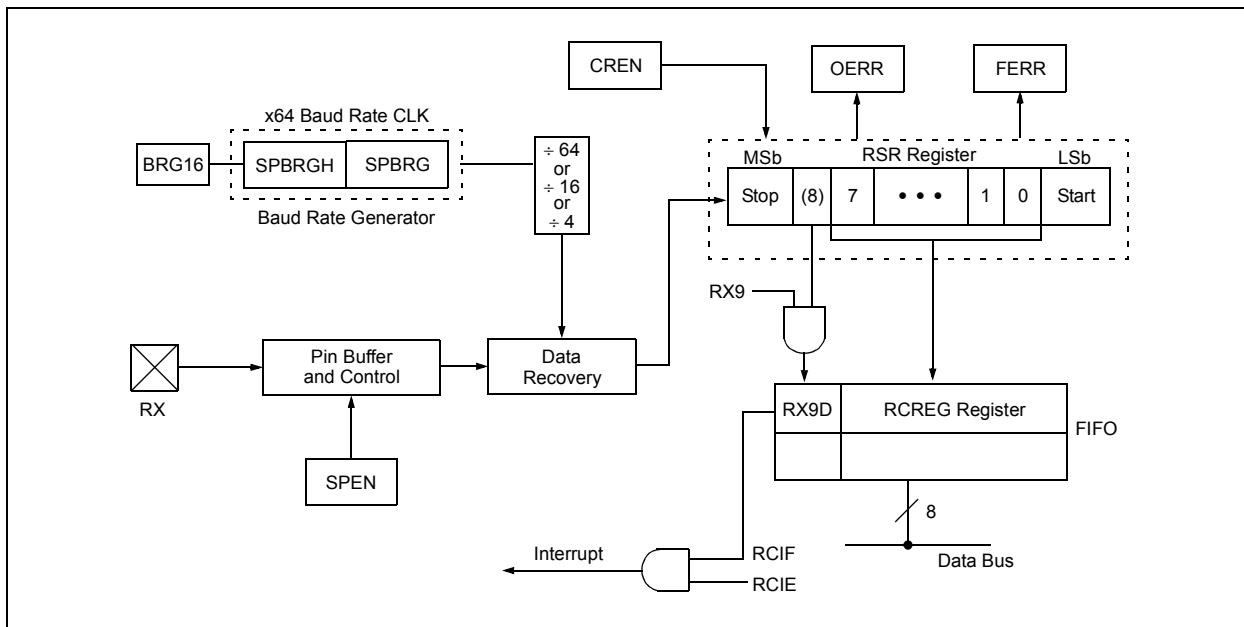 CREN
OERR
FERR
x64 Baud Rate CLK
BRG16
SPBRGH
SPBRG
Baud Rate Generator
÷ 64
or
÷ 16
or
÷ 4
MSb
RSR Register
LSb
Stop
(8)
7
• • •
1
0
Start
RX9
RX
Pin Buffer
and Control
Data
Recovery
SPEN
RX9D
RCREG Register
FIFO
8
Data Bus
Interrupt
RCIF
RCIE